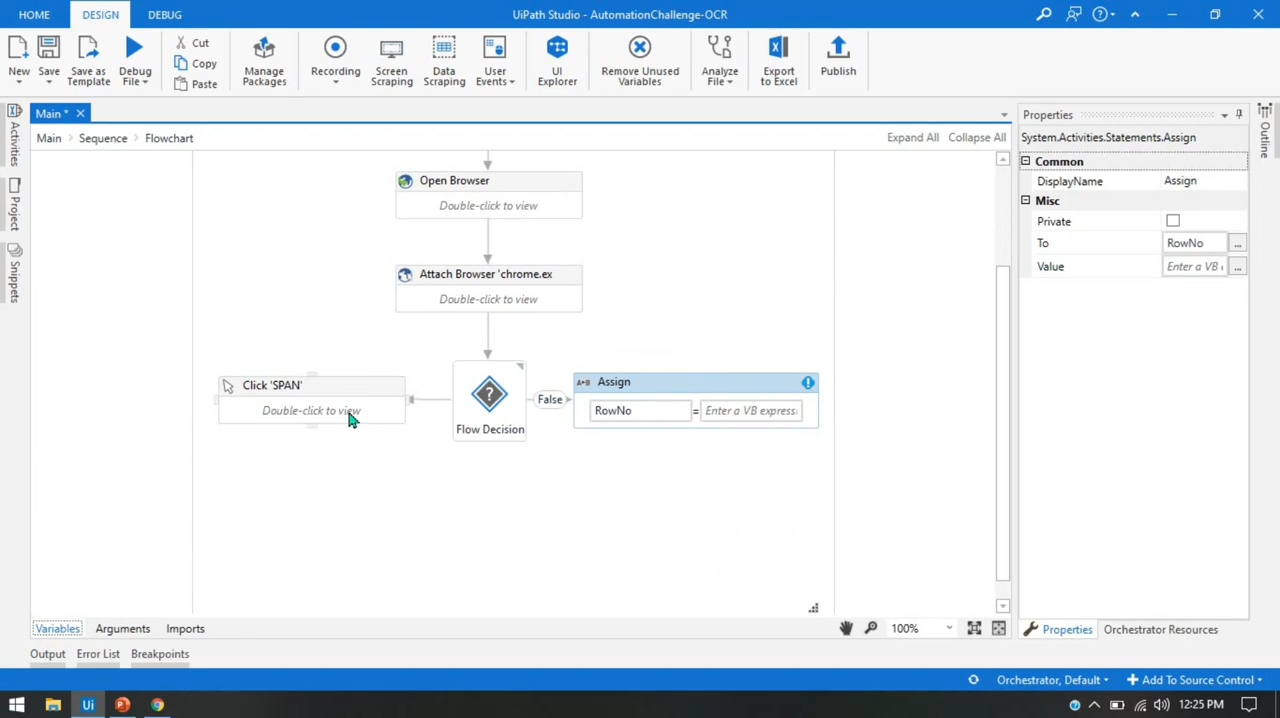 HOME DESIGN DEBUG UiPath Studio - AutomationChallenge-OCR
New Save Save as Template Debug File Cut Copy Paste Manage Packages Recording Screen Scraping Data Scraping User Events UI Explorer Remove Unused Variables Analyze File Export to Excel Publish
Main *
Activities
Project
Snippets
Main > Sequence > Flowchart Expand All Collapse All
Open Browser
Double-click to view
Attach Browser 'chrome.ex
Double-click to view
Click 'SPAN'
Double-click to view
? Flow Decision
False
Assign
RowNo = Enter a VB express
Properties
System.Activities.Statements.Assign
Common
DisplayName Assign
Misc
Private
To RowNo ...
Value Enter a VB ...
Outline
Variables Arguments Imports 100% Properties Orchestrator Resources
Output Error List Breakpoints
Orchestrator, Default Add To Source Control
Ui 12:25 PM